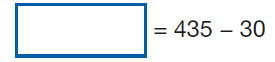 = 435 – 30